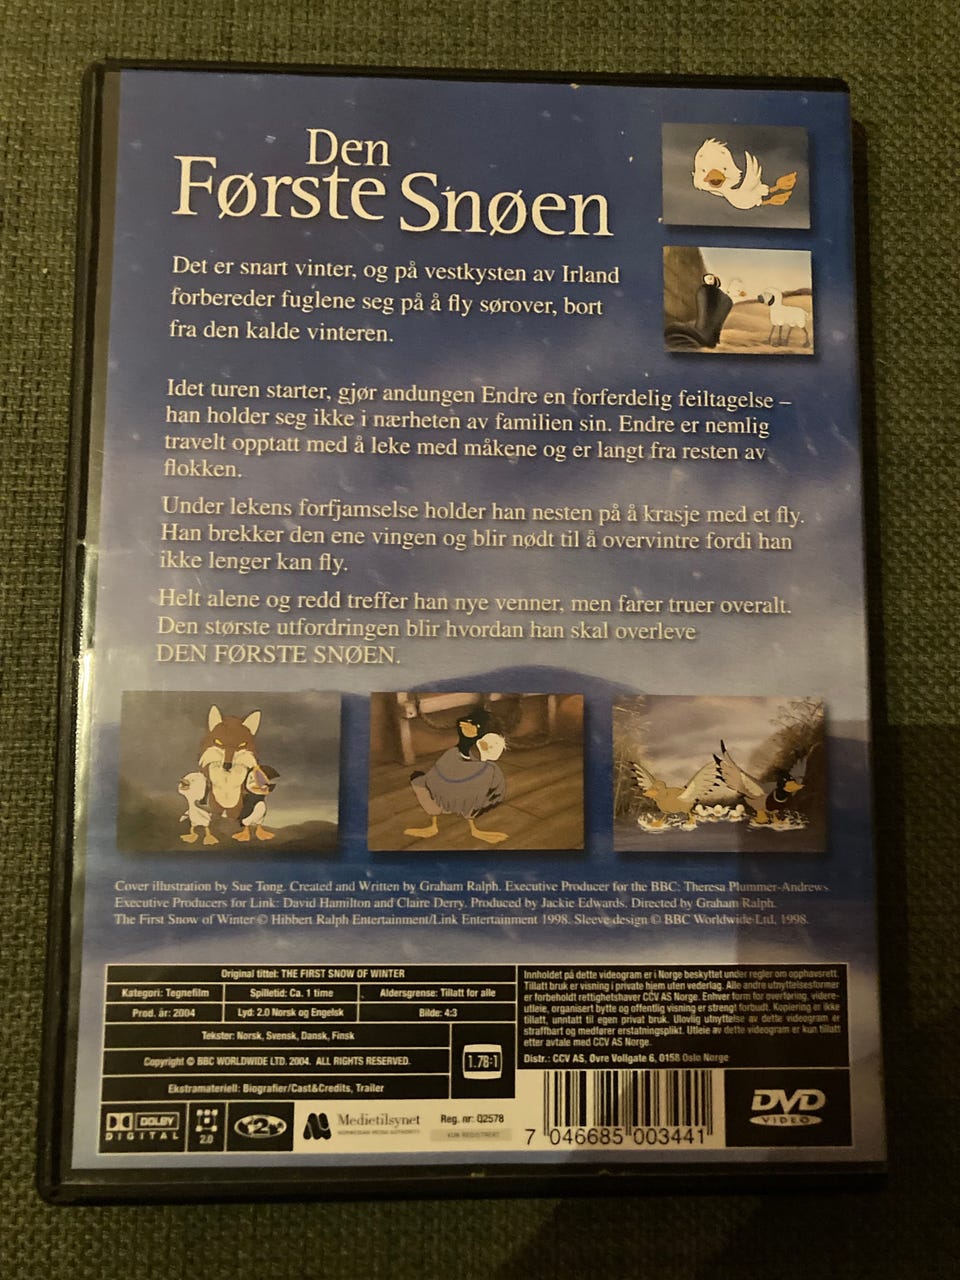 Den
Første Snøen
Det er snart vinter, og på vestkysten av Irland
forbereder fuglene seg på å fly sørover, bort
fra den kalde vinteren.
Idet turen starter, gjør andungen Endre en forferdelig feiltagelse –
han holder seg ikke i nærheten av familien sin. Endre er nemlig
travelt opptatt med å leke med måkene og er langt fra resten av
flokken.
Under lekens forfjamselse holder han nesten på å krasje med et fly.
Han brekker den ene vingen og blir nødt til å overvintre fordi han
ikke lenger kan fly.
Helt alene og redd treffer han nye venner, men farer truer overalt.
Den største utfordringen blir hvordan han skal overleve
DEN FØRSTE SNØEN.
Cover illustration by Sue Tong. Created and Written by Graham Ralph. Executive Producer for the BBC: Theresa Plummer-Andrews.
Executive Producers for Link: David Hamilton and Claire Derry. Produced by Jackie Edwards. Directed by Graham Ralph.
The First Snow of Winter © Hibbert Ralph Entertainment/Link Entertainment 1998. Sleeve design © BBC Worldwide Ltd, 1998.
Original tittel: THE FIRST SNOW OF WINTER
Kategori: Tegnefilm Spilletid: Ca. 1 time Aldersgrense: Tillatt for alle
Prod. år: 2004 Lyd: 2.0 Norsk og Engelsk Bilde: 4:3
Tekster: Norsk, Svensk, Dansk, Finsk
Copyright © BBC WORLDWIDE LTD. 2004. ALL RIGHTS RESERVED.
1.78:1
Ekstramateriell: Biografier/Cast&Credits, Trailer
Innholdet på dette videogram er i Norge beskyttet under regler om opphavsrett.
Tillatt bruk er visning i private hjem uten vederlag. Alle andre utnyttelsesformer
er forbeholdt rettighetshaver CCV AS Norge. Enhver form for overføring, videre-
utleie, organisert bytte og offentlig visning er strengt forbudt. Kopiering er ikke
tillatt, unntatt til egen privat bruk. Ulovlig utnyttelse av dette videogram er
straffbart og medfører erstatningsplikt. Utleie av dette videogram er kun tillatt
etter avtale med CCV AS Norge.
Distr.: CCV AS, Øvre Vollgate 6, 0158 Oslo Norge
DOLBY
DIGITAL
2.0
2
Medietilsynet
NORWEGIAN MEDIA AUTHORITY
Reg. nr: 02578
KUN REGISTRERT
7 046685 003441
DVD
VIDEO